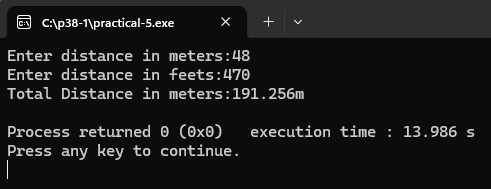 C:\p38-1\practical-5.exe
Enter distance in meters:48
Enter distance in feets:470
Total Distance in meters:191.256m
Process returned 0 (0x0)   execution time : 13.986 s
Press any key to continue.